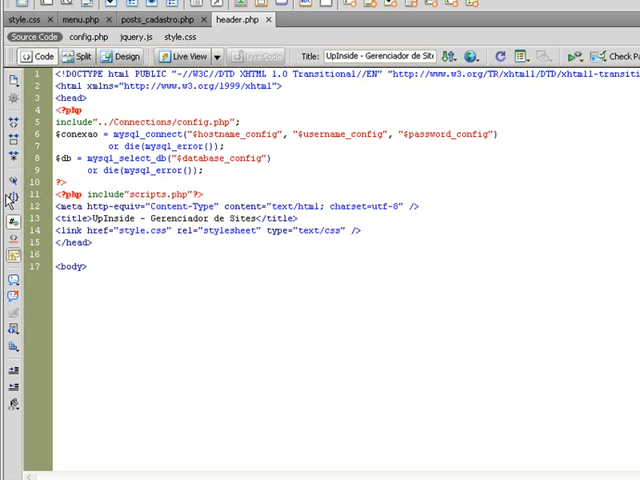 style.css × menu.php × posts_cadastro.php × header.php ×
Source Code config.php jquery.js style.css
Code Split Design Live View Live Code Title: UpInside - Gerenciador de Site Check Pa
1 <!DOCTYPE html PUBLIC "-//W3C//DTD XHTML 1.0 Transitional//EN" "http://www.w3.org/TR/xhtml1/DTD/xhtml1-transiti
2 <html xmlns="http://www.w3.org/1999/xhtml">
3 <head>
4 <?php
5 include"../Connections/config.php";
6 $conexao = mysql_connect("$hostname_config", "$username_config", "$password_config")
7 or die(mysql_error());
8 $db = mysql_select_db("$database_config")
9 or die(mysql_error());
10 ?>
11 <?php include"scripts.php"?>
12 <meta http-equiv="Content-Type" content="text/html; charset=utf-8" />
13 <title>UpInside - Gerenciador de Sites</title>
14 <link href="style.css" rel="stylesheet" type="text/css" />
15 </head>
16
17 <body>